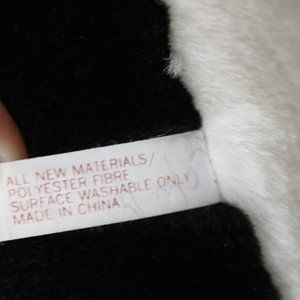 ALL NEW MATERIALS/
POLYESTER FIBRE
SURFACE WASHABLE ONLY
MADE IN CHINA